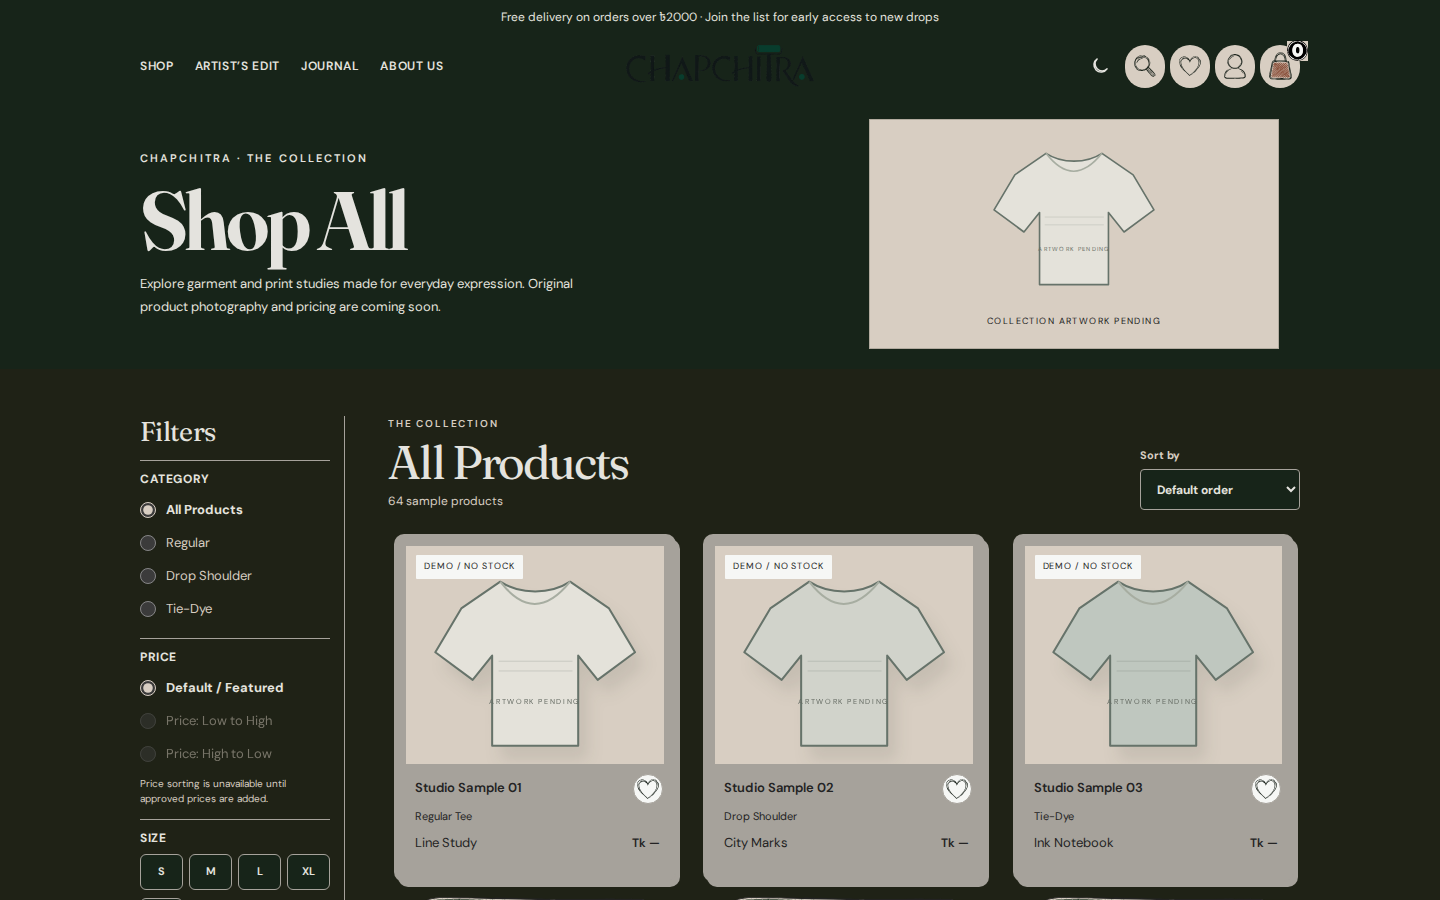 Free delivery on orders over ৳2000 · Join the list for early access to new drops
SHOP ARTIST'S EDIT JOURNAL ABOUT US
CHAPCHITRA
0
CHAPCHITRA · THE COLLECTION
Shop All
Explore garment and print studies made for everyday expression. Original
product photography and pricing are coming soon.
ARTWORK PENDING
COLLECTION ARTWORK PENDING
Filters
CATEGORY
All Products
Regular
Drop Shoulder
Tie-Dye
PRICE
Default / Featured
Price: Low to High
Price: High to Low
Price sorting is unavailable until
approved prices are added.
SIZE
S M L XL
THE COLLECTION
All Products
64 sample products
Sort by
Default order
DEMO / NO STOCK
ARTWORK PENDING
Studio Sample 01
Regular Tee
Line Study Tk —
DEMO / NO STOCK
ARTWORK PENDING
Studio Sample 02
Drop Shoulder
City Marks Tk —
DEMO / NO STOCK
ARTWORK PENDING
Studio Sample 03
Tie-Dye
Ink Notebook Tk —